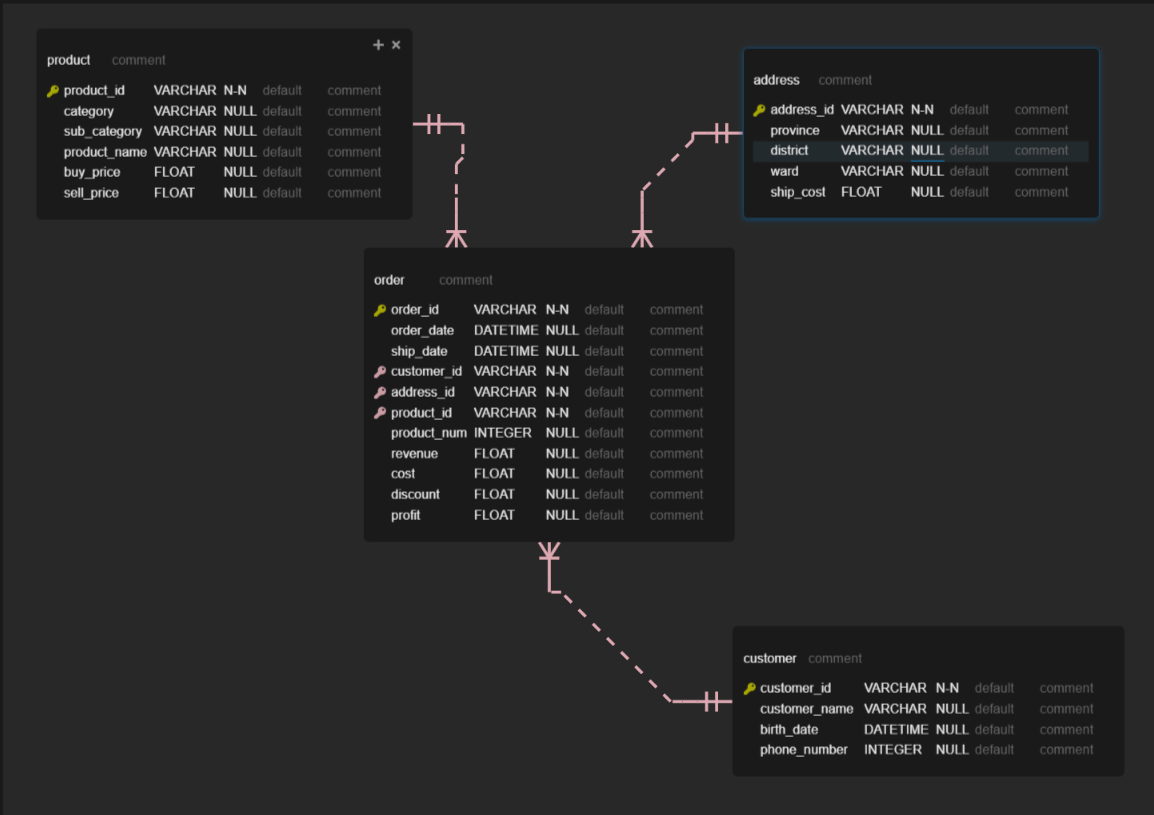 + ×
product comment
product_id VARCHAR N-N default comment
category VARCHAR NULL default comment
sub_category VARCHAR NULL default comment
product_name VARCHAR NULL default comment
buy_price FLOAT NULL default comment
sell_price FLOAT NULL default comment
address comment
address_id VARCHAR N-N default comment
province VARCHAR NULL default comment
district VARCHAR NULL default comment
ward VARCHAR NULL default comment
ship_cost FLOAT NULL default comment
order comment
order_id VARCHAR N-N default comment
order_date DATETIME NULL default comment
ship_date DATETIME NULL default comment
customer_id VARCHAR N-N default comment
address_id VARCHAR N-N default comment
product_id VARCHAR N-N default comment
product_num INTEGER NULL default comment
revenue FLOAT NULL default comment
cost FLOAT NULL default comment
discount FLOAT NULL default comment
profit FLOAT NULL default comment
customer comment
customer_id VARCHAR N-N default comment
customer_name VARCHAR NULL default comment
birth_date DATETIME NULL default comment
phone_number INTEGER NULL default comment